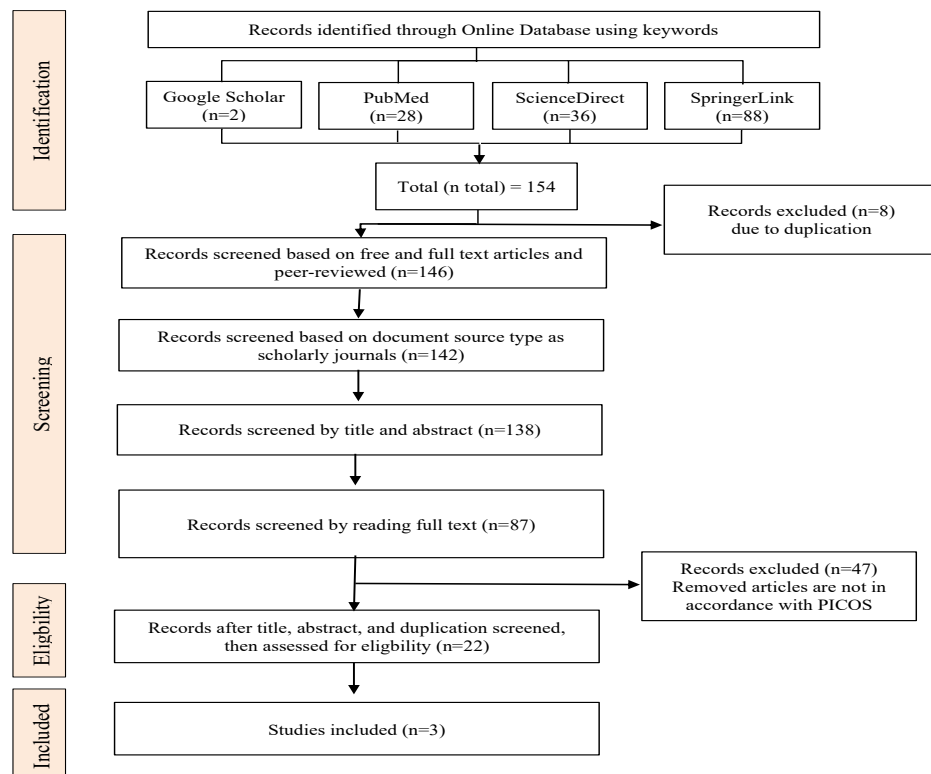 Identification
Records identified through Online Database using keywords
Google Scholar
(n=2)
PubMed
(n=28)
ScienceDirect
(n=36)
SpringerLink
(n=88)
Total (n total) = 154
Records excluded (n=8)
due to duplication
Screening
Records screened based on free and full text articles and
peer-reviewed (n=146)
Records screened based on document source type as
scholarly journals (n=142)
Records screened by title and abstract (n=138)
Records screened by reading full text (n=87)
Records excluded (n=47)
Removed articles are not in
accordance with PICOS
Eligbility
Records after title, abstract, and duplication screened,
then assessed for eligbility (n=22)
Included
Studies included (n=3)